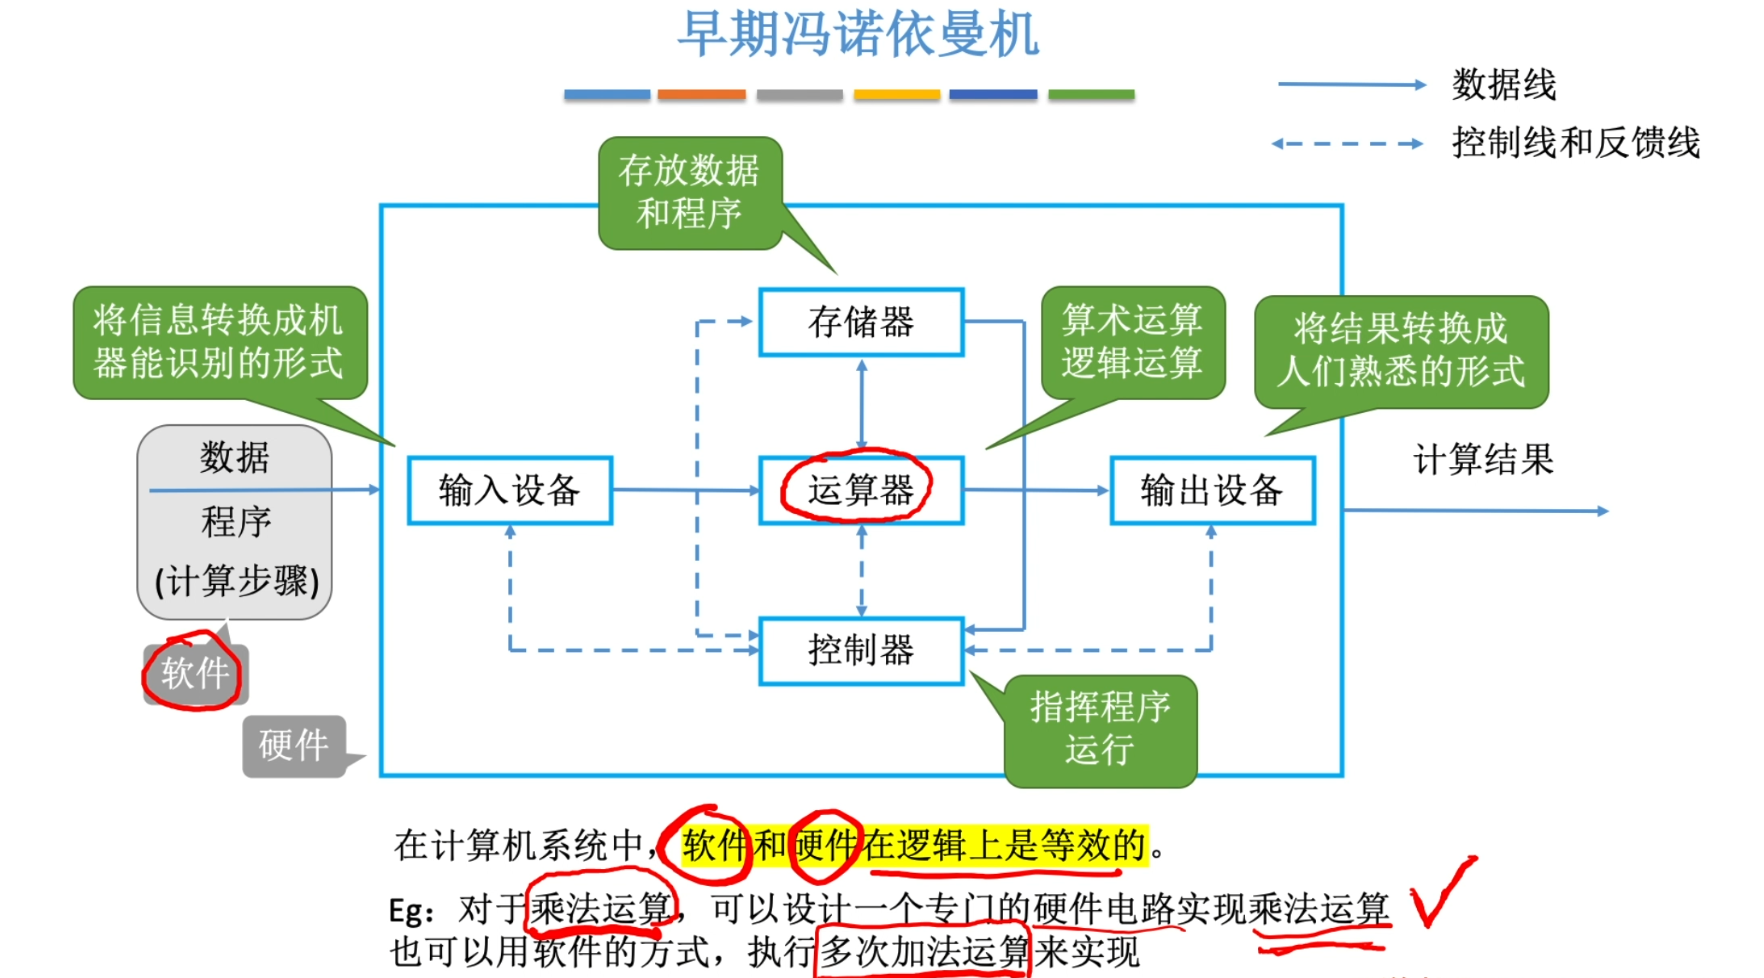 早期冯诺依曼机
数据线
控制线和反馈线
存放数据
和程序
将信息转换成机
器能识别的形式
存储器
算术运算
逻辑运算
将结果转换成
人们熟悉的形式
数据
程序
(计算步骤)
输入设备
运算器
输出设备
计算结果
软件
硬件
控制器
指挥程序
运行
在计算机系统中，软件和硬件在逻辑上是等效的。
Eg：对于乘法运算，可以设计一个专门的硬件电路实现乘法运算
也可以用软件的方式，执行多次加法运算来实现